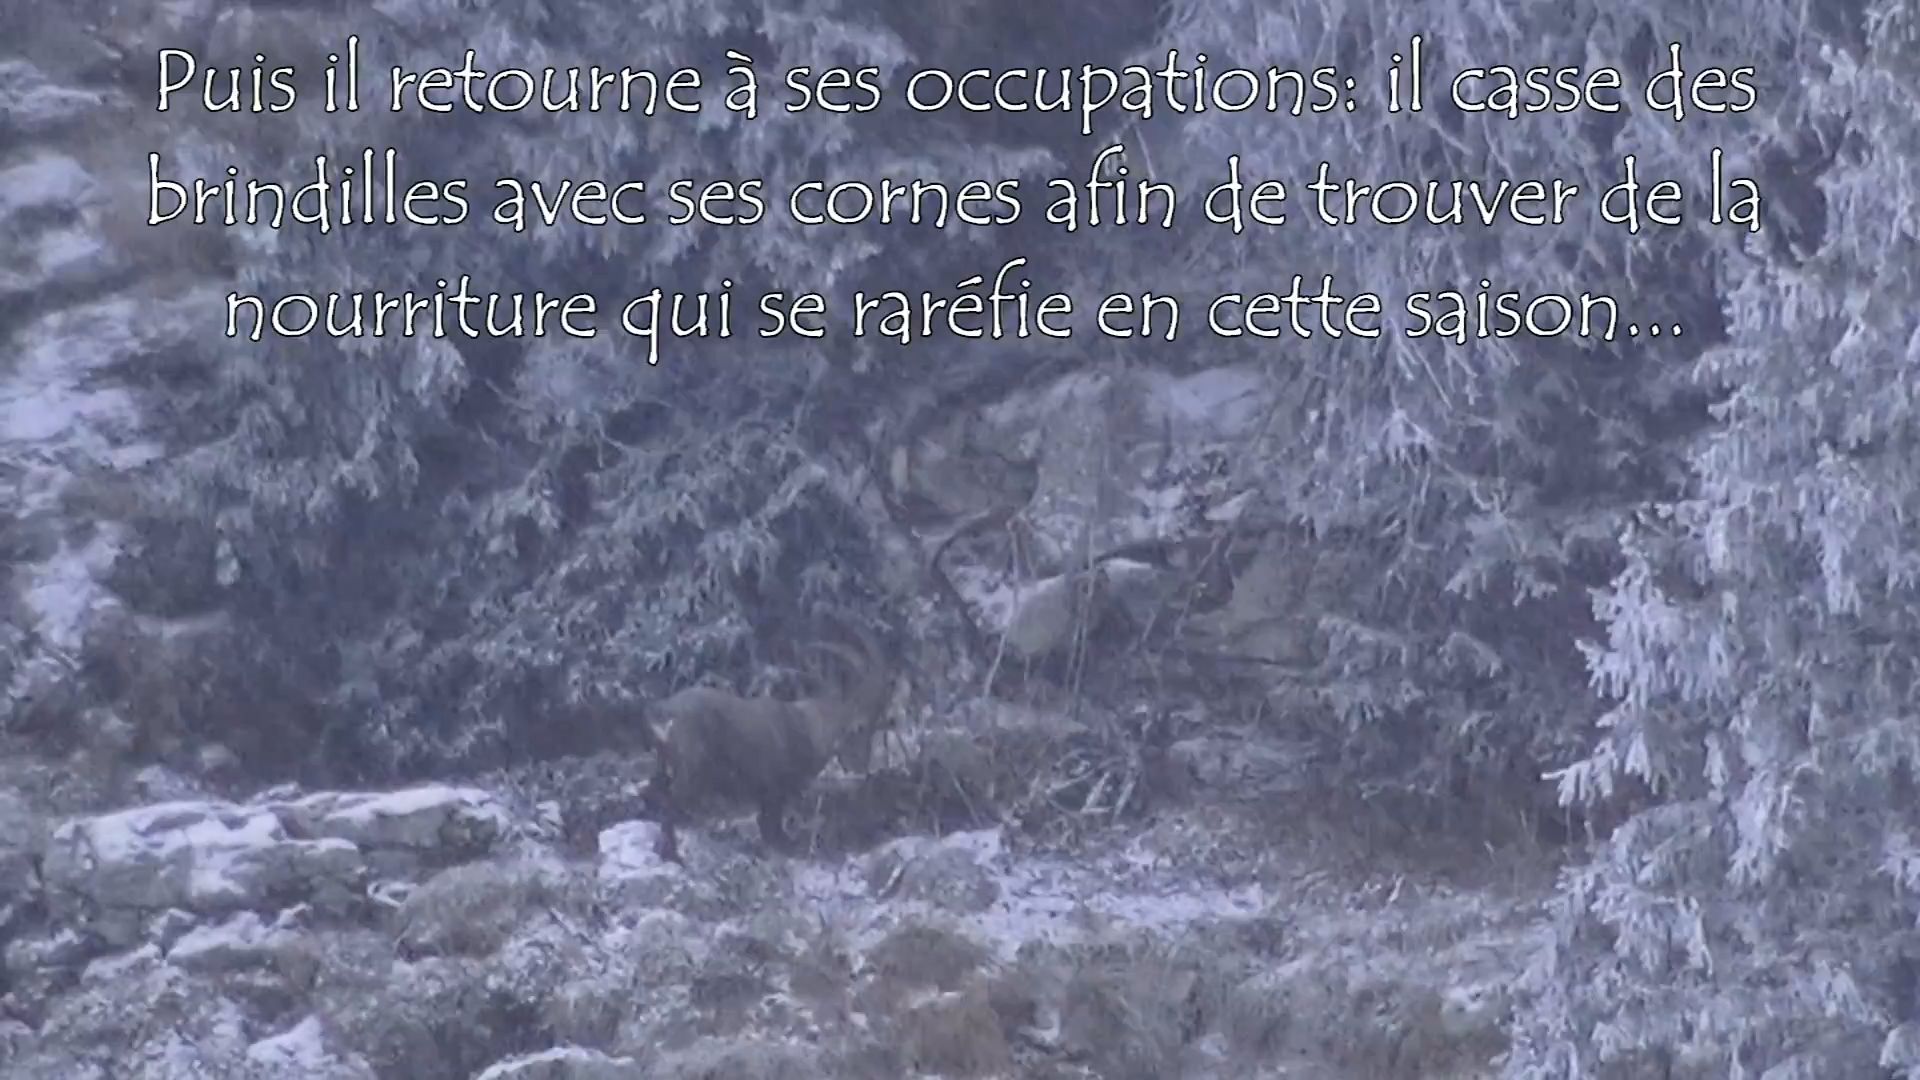 Puis il retourne à ses occupations: il casse des
brindilles avec ses cornes afin de trouver de la
nourriture qui se raréfie en cette saison...